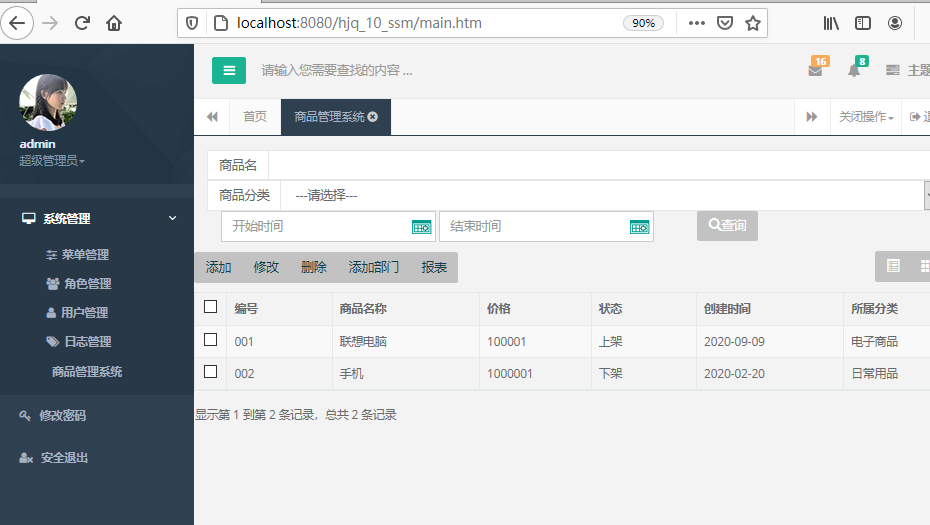 localhost:8080/hjq_10_ssm/main.htm 90%
请输入您需要查找的内容 ... 16 8 主题
首页 商品管理系统 关闭操作 退
admin
超级管理员
系统管理
菜单管理
角色管理
用户管理
日志管理
商品管理系统
修改密码
安全退出
商品名
商品分类 ---请选择---
开始时间 结束时间 查询
添加 修改 删除 添加部门 报表
编号 商品名称 价格 状态 创建时间 所属分类
001 联想电脑 100001 上架 2020-09-09 电子商品
002 手机 1000001 下架 2020-02-20 日常用品
显示第 1 到第 2 条记录，总共 2 条记录